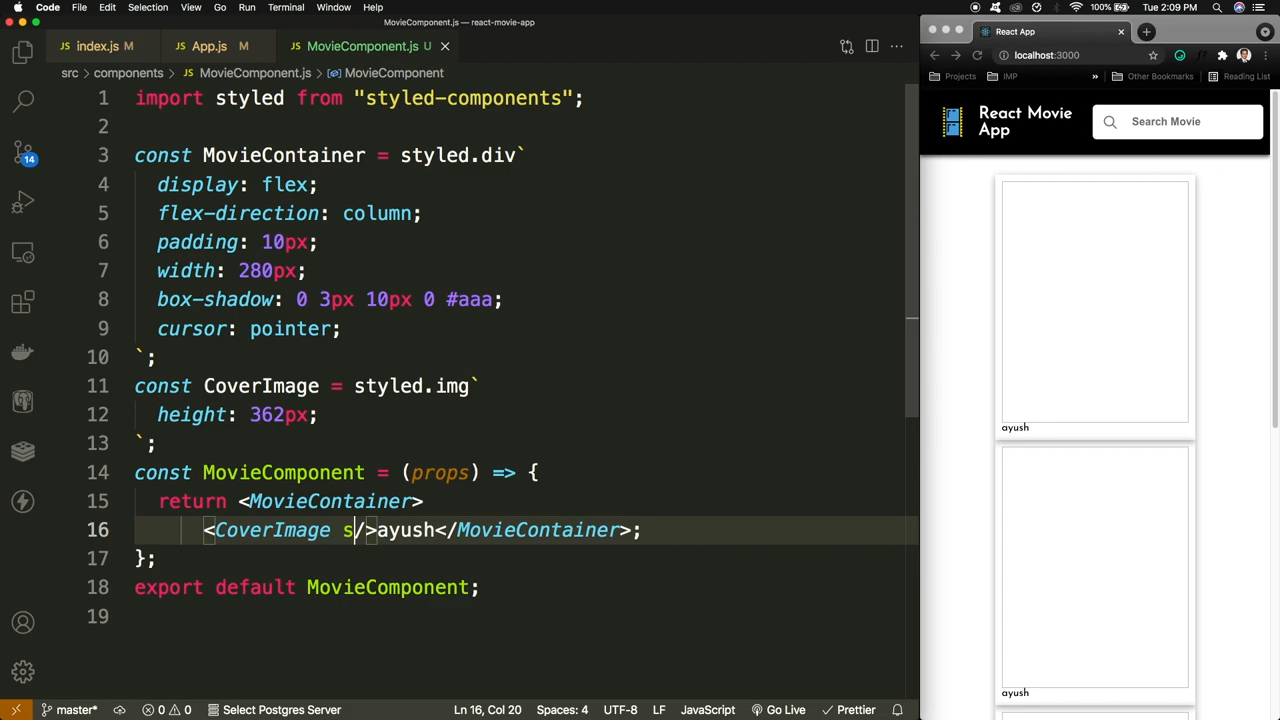 Code File Edit Selection View Go Run Terminal Window Help 100% Tue 2:09 PM
MovieComponent.js — react-movie-app
JS index.js M JS App.js M JS MovieComponent.js U
src > components > JS MovieComponent.js > MovieComponent
1 import styled from "styled-components";
2
3 const MovieContainer = styled.div`
4 display: flex;
5 flex-direction: column;
6 padding: 10px;
7 width: 280px;
8 box-shadow: 0 3px 10px 0 #aaa;
9 cursor: pointer;
10 `;
11 const CoverImage = styled.img`
12 height: 362px;
13 `;
14 const MovieComponent = (props) => {
15 return <MovieContainer>
16 <CoverImage s/>ayush</MovieContainer>;
17 };
18 export default MovieComponent;
19
14
master* 0 0 Select Postgres Server Ln 16, Col 20 Spaces: 4 UTF-8 LF JavaScript Go Live Prettier
React App
localhost:3000
Projects IMP » Other Bookmarks Reading List
React Movie
App
Search Movie
ayush
ayush